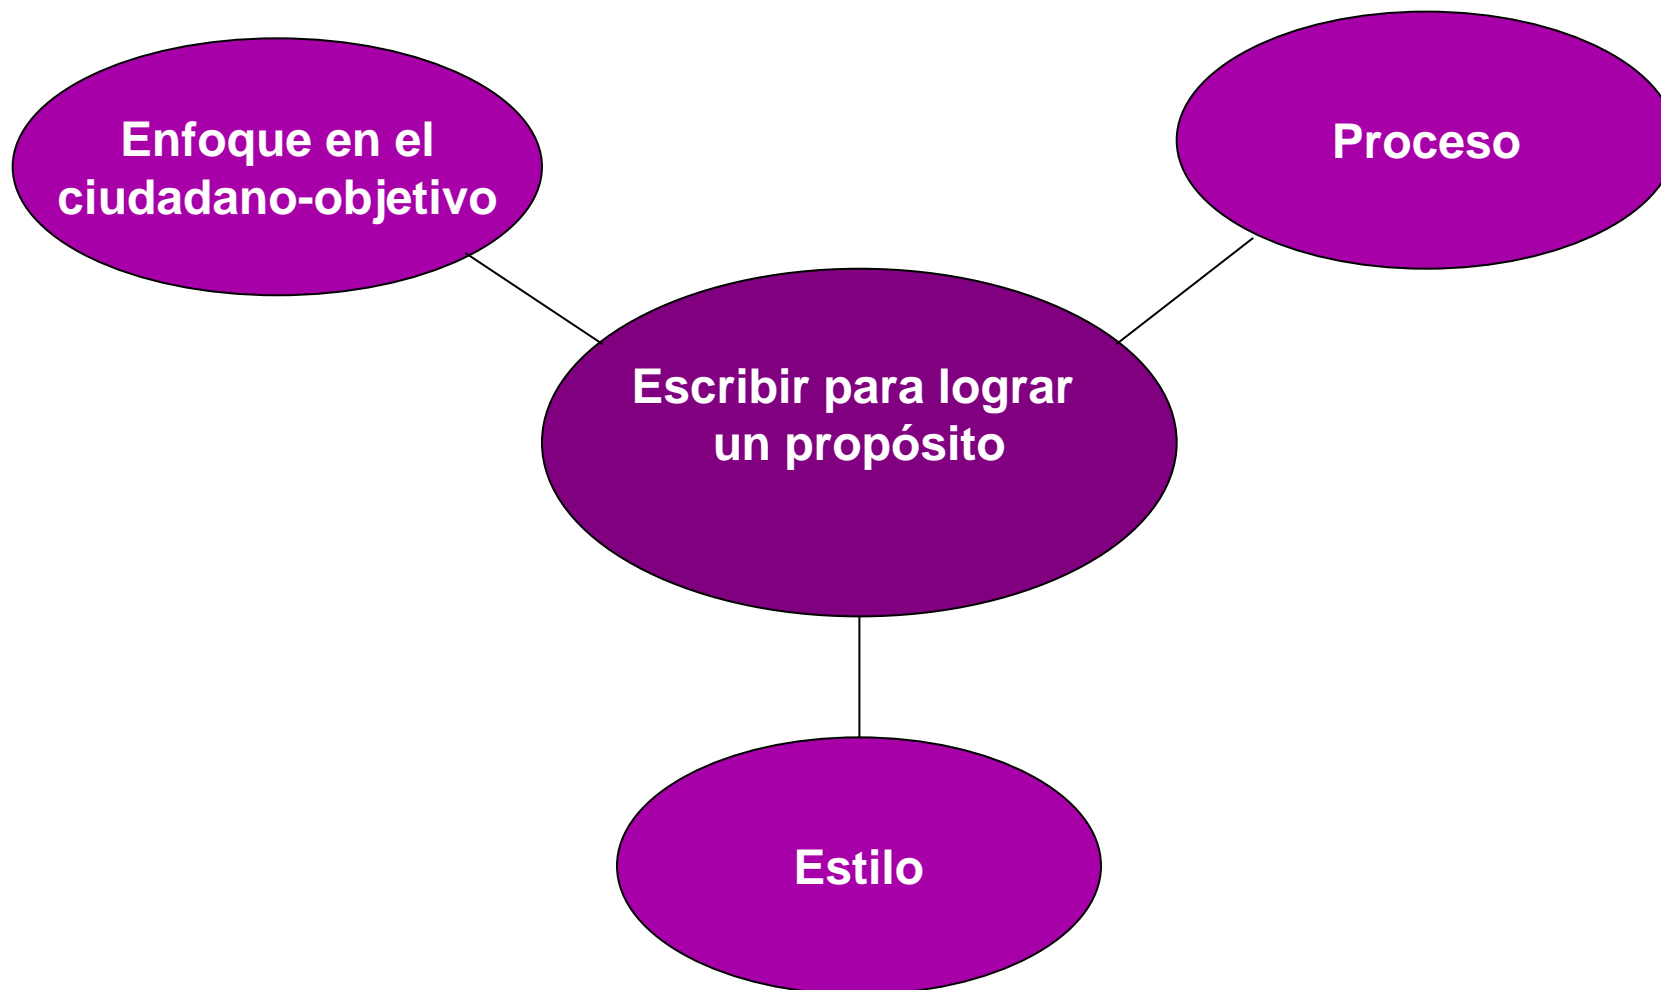 Enfoque en el
ciudadano-objetivo
Proceso
Escribir para lograr
un propósito
Estilo